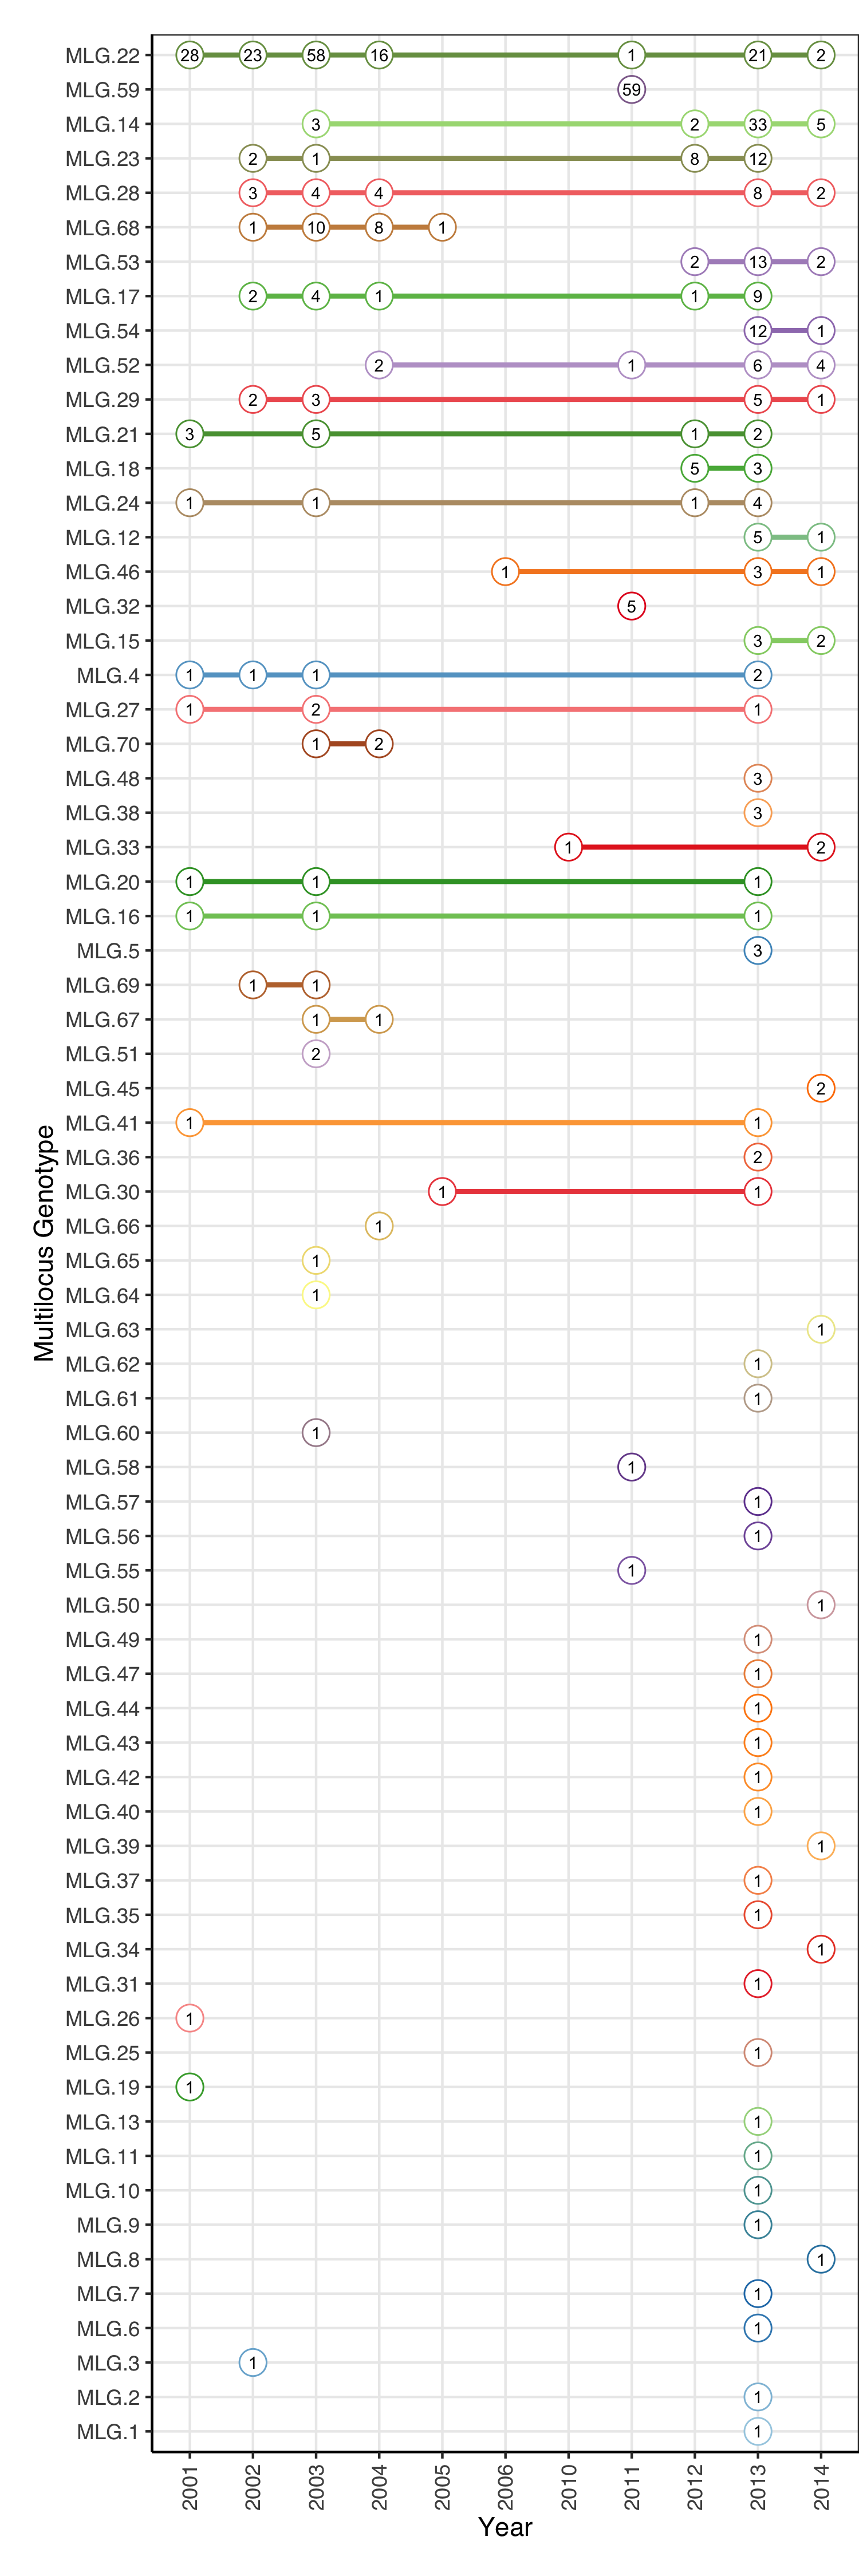 MLG.22 28 23 58 16 1 21 2
MLG.59 59
MLG.14 3 2 33 5
MLG.23 2 1 8 12
MLG.28 3 4 4 8 2
MLG.68 1 10 8 1
MLG.53 2 13 2
MLG.17 2 4 1 1 9
MLG.54 12 1
MLG.52 2 1 6 4
MLG.29 2 3 5 1
MLG.21 3 5 1 2
MLG.18 5 3
MLG.24 1 1 1 4
MLG.12 5 1
MLG.46 1 3 1
MLG.32 5
MLG.15 3 2
MLG.4 1 1 1 2
MLG.27 1 2 1
MLG.70 1 2
MLG.48 3
MLG.38 3
MLG.33 1 2
MLG.20 1 1 1
MLG.16 1 1 1
MLG.5 3
MLG.69 1 1
MLG.67 1 1
MLG.51 2
MLG.45 2
MLG.41 1 1
MLG.36 2
MLG.30 1 1
MLG.66 1
MLG.65 1
MLG.64 1
MLG.63 1
MLG.62 1
MLG.61 1
MLG.60 1
MLG.58 1
MLG.57 1
MLG.56 1
MLG.55 1
MLG.50 1
MLG.49 1
MLG.47 1
MLG.44 1
MLG.43 1
MLG.42 1
MLG.40 1
MLG.39 1
MLG.37 1
MLG.35 1
MLG.34 1
MLG.31 1
MLG.26 1
MLG.25 1
MLG.19 1
MLG.13 1
MLG.11 1
MLG.10 1
MLG.9 1
MLG.8 1
MLG.7 1
MLG.6 1
MLG.3 1
MLG.2 1
MLG.1 1
Multilocus Genotype
2001 2002 2003 2004 2005 2006 2010 2011 2012 2013 2014
Year